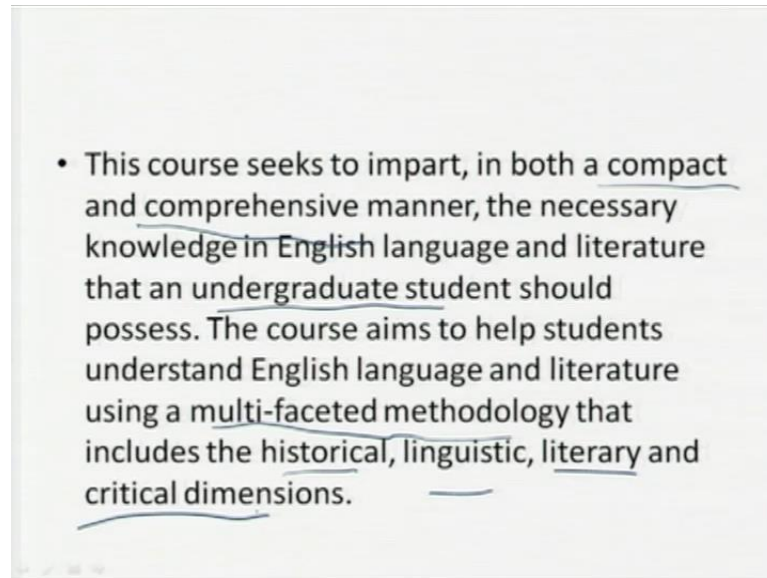 • This course seeks to impart, in both a compact
and comprehensive manner, the necessary
knowledge in English language and literature
that an undergraduate student should
possess. The course aims to help students
understand English language and literature
using a multi-faceted methodology that
includes the historical, linguistic, literary and
critical dimensions.